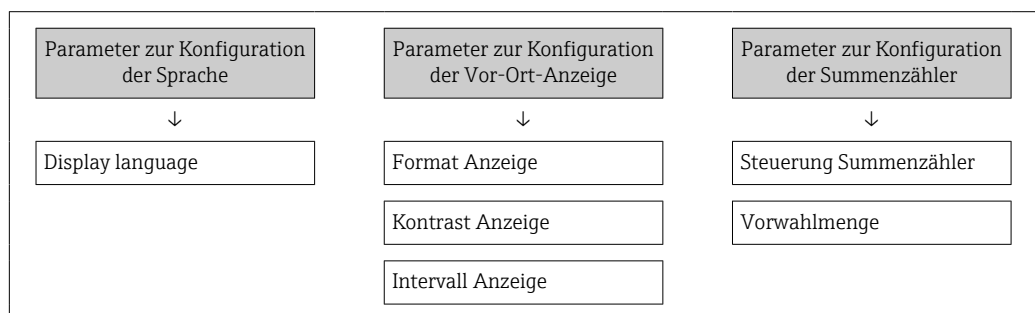 Parameter zur Konfiguration
der Sprache
↓
Display language
Parameter zur Konfiguration
der Vor-Ort-Anzeige
↓
Format Anzeige
Kontrast Anzeige
Intervall Anzeige
Parameter zur Konfiguration
der Summenzähler
↓
Steuerung Summenzähler
Vorwahlmenge